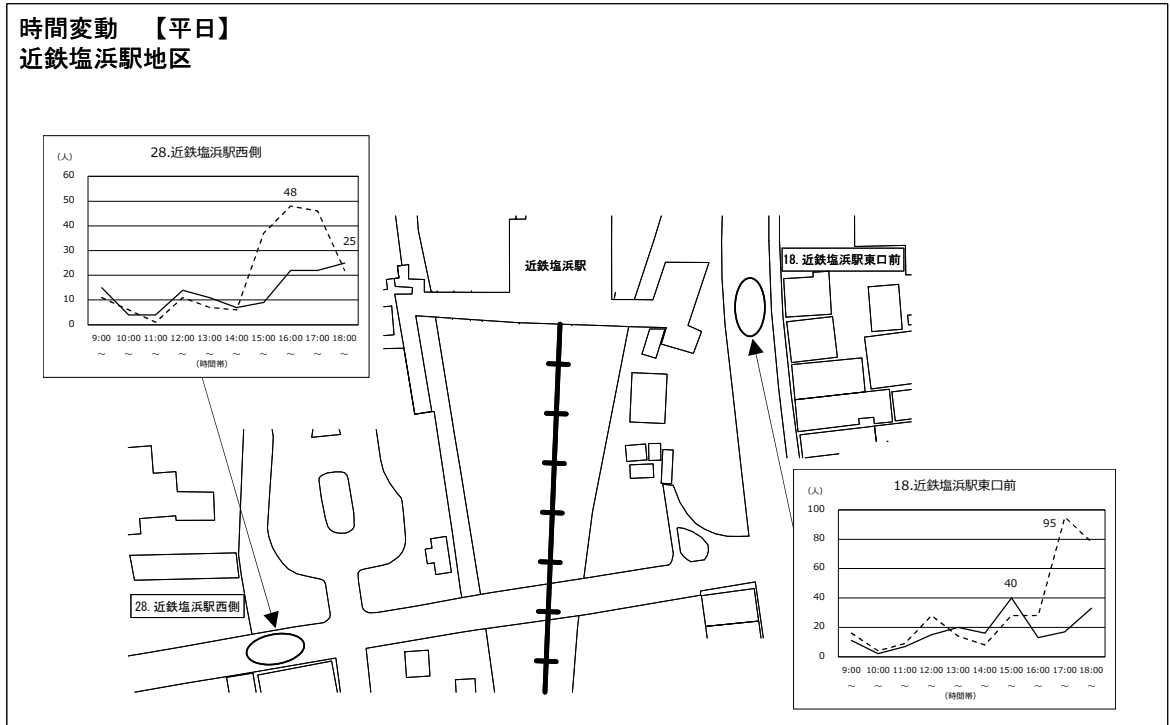 時間変動 【平日】
近鉄塩浜駅地区
28.近鉄塩浜駅西側
(人)
60
50
40
30
20
10
0
48
25
9:00 10:00 11:00 12:00 13:00 14:00 15:00 16:00 17:00 18:00
～ ～ ～ ～ ～ ～ ～ ～ ～ ～
(時間帯)
近鉄塩浜駅
18. 近鉄塩浜駅東口前
28. 近鉄塩浜駅西側
18.近鉄塩浜駅東口前
(人)
100
80
60
40
20
0
95
40
9:00 10:00 11:00 12:00 13:00 14:00 15:00 16:00 17:00 18:00
～ ～ ～ ～ ～ ～ ～ ～ ～ ～
(時間帯)